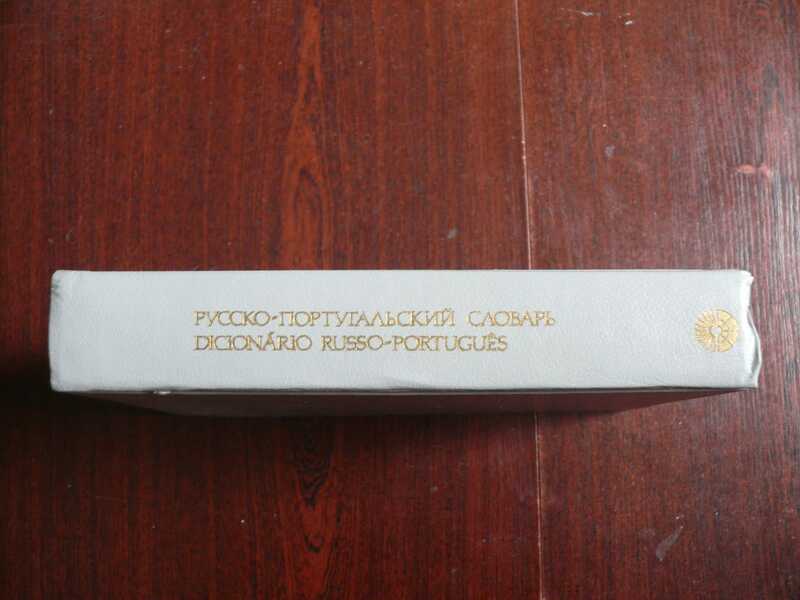 РУССКО-ПОРТУГАЛЬСКИЙ СЛОВАРЬ
DICIONÁRIO RUSSO-PORTUGUÊS